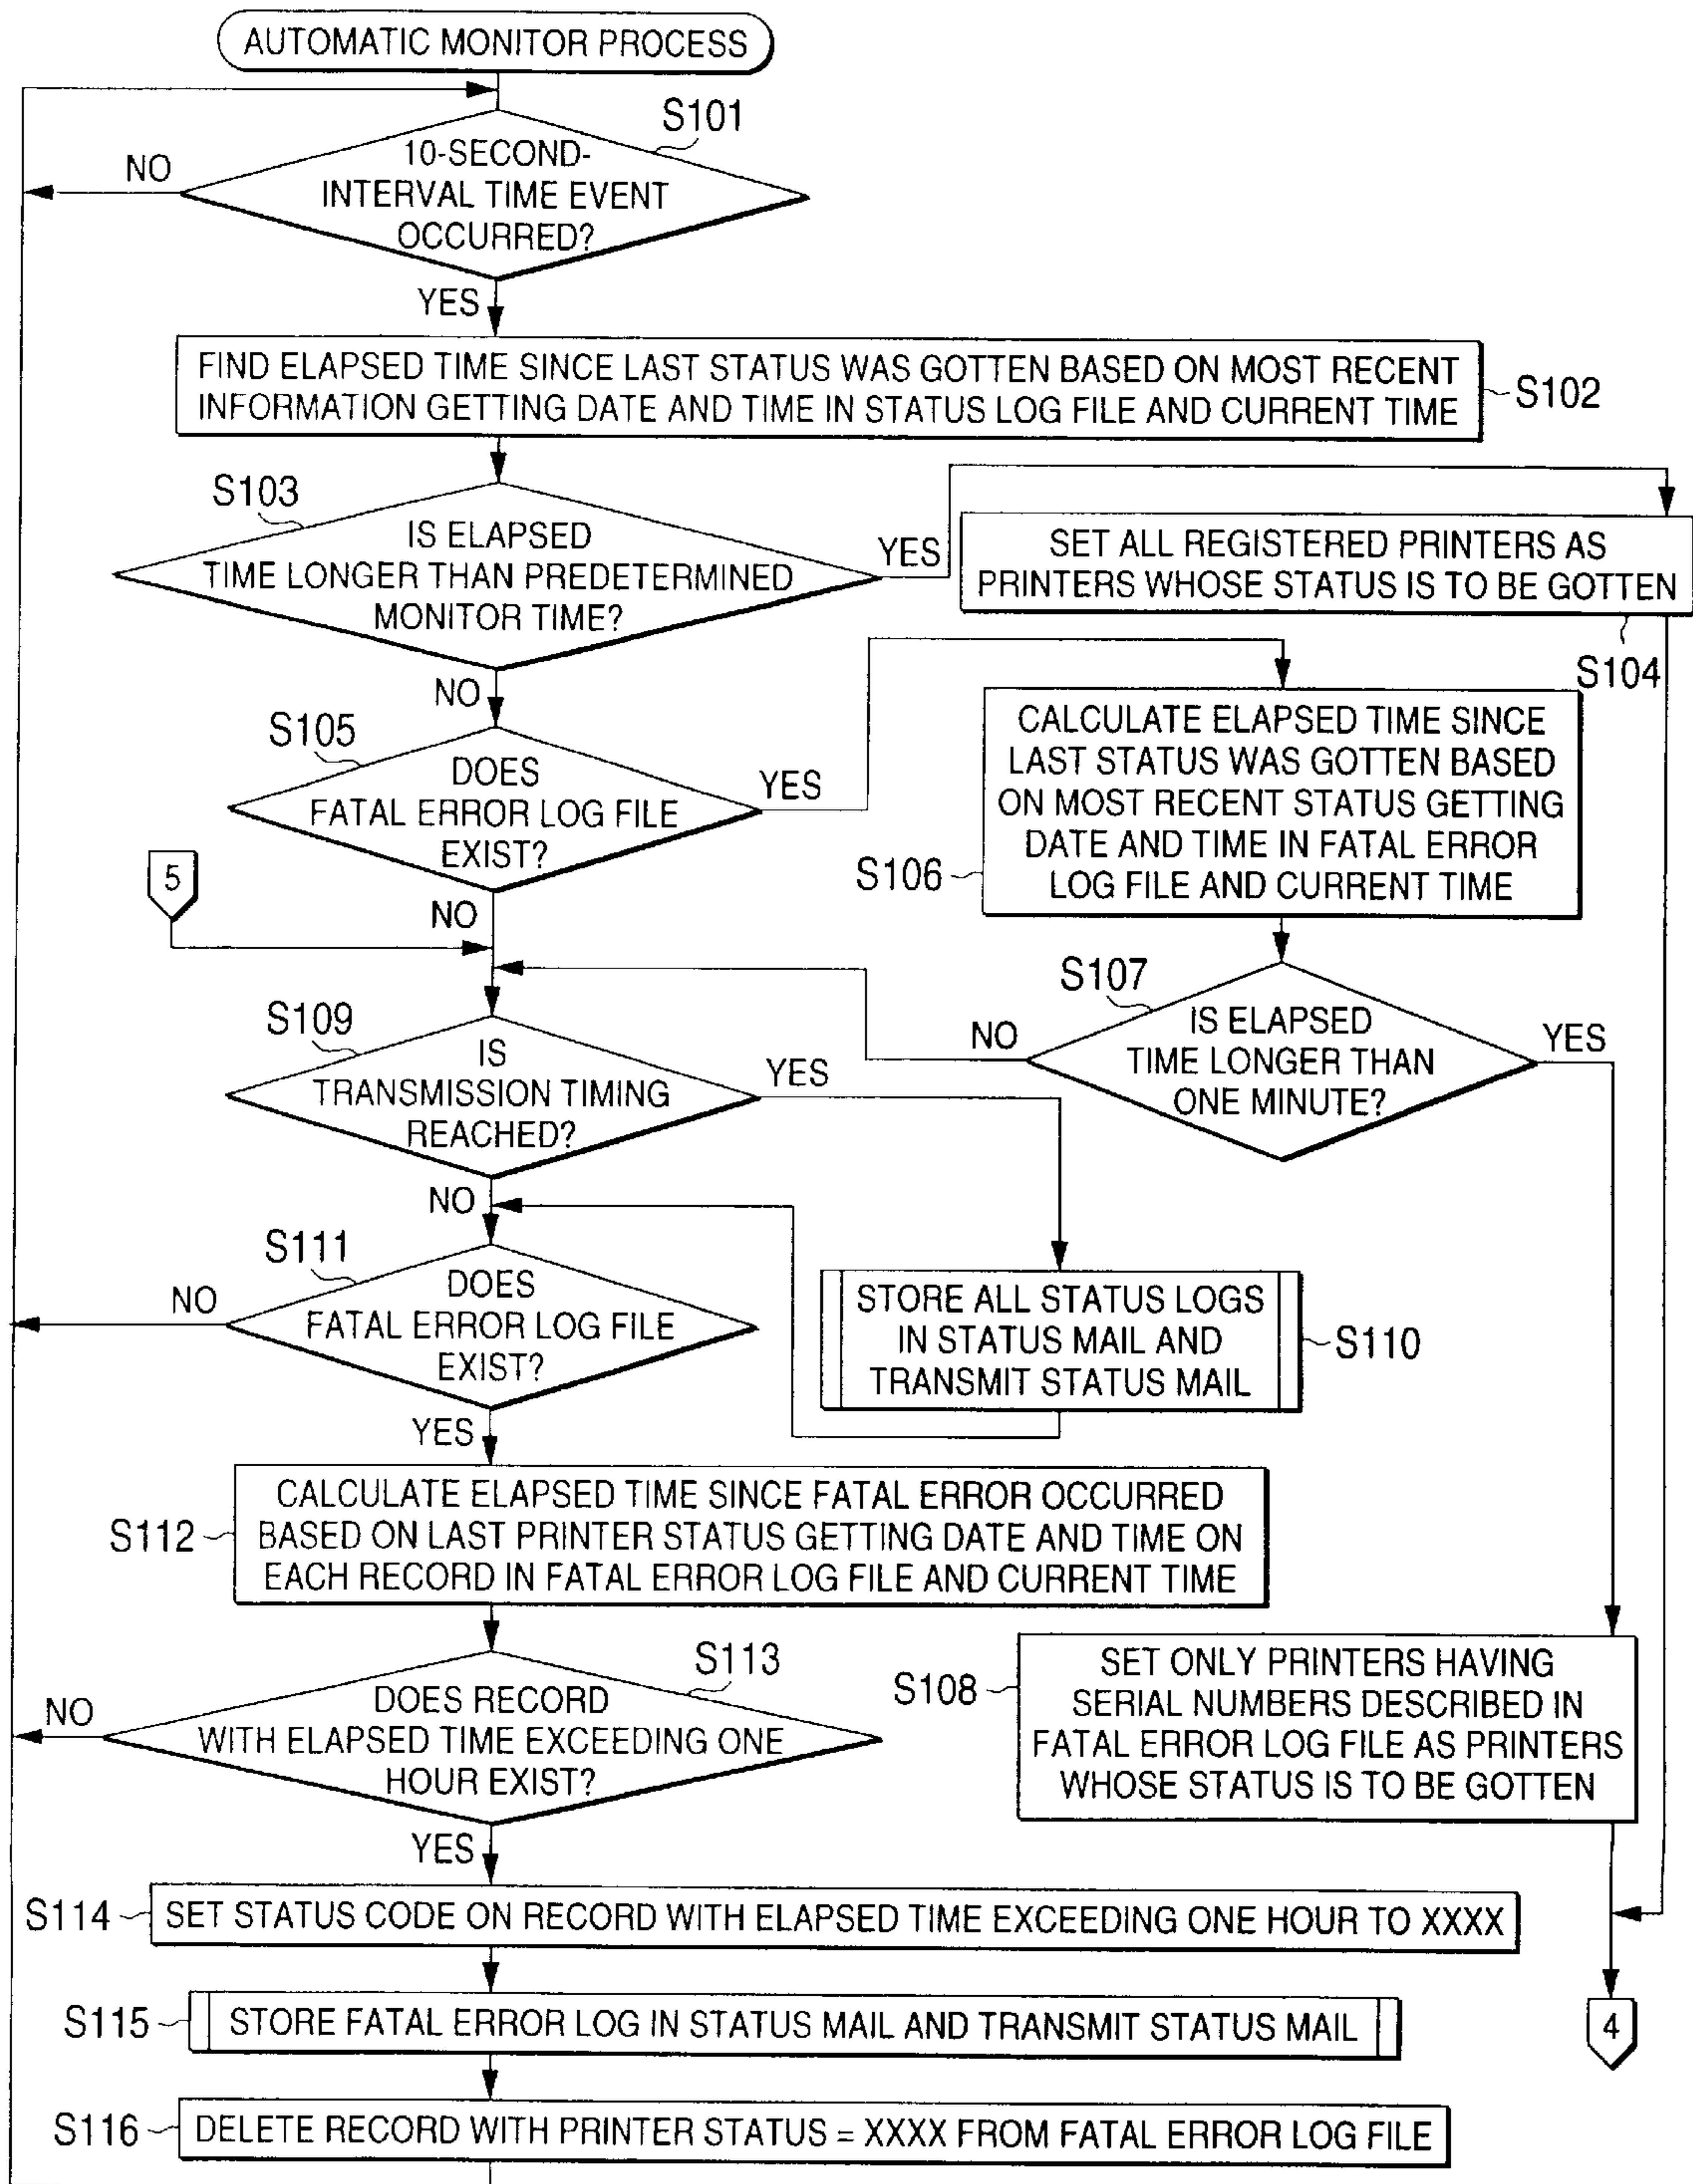 AUTOMATIC MONITOR PROCESS
S101
10-SECOND-
INTERVAL TIME EVENT
OCCURRED?
NO
YES
FIND ELAPSED TIME SINCE LAST STATUS WAS GOTTEN BASED ON MOST RECENT
INFORMATION GETTING DATE AND TIME IN STATUS LOG FILE AND CURRENT TIME
S102
S103
IS ELAPSED
TIME LONGER THAN PREDETERMINED
MONITOR TIME?
YES
NO
SET ALL REGISTERED PRINTERS AS
PRINTERS WHOSE STATUS IS TO BE GOTTEN
S104
S105
DOES
FATAL ERROR LOG FILE
EXIST?
YES
NO
CALCULATE ELAPSED TIME SINCE
LAST STATUS WAS GOTTEN BASED
ON MOST RECENT STATUS GETTING
DATE AND TIME IN FATAL ERROR
LOG FILE AND CURRENT TIME
S106
5
S107
IS ELAPSED
TIME LONGER THAN
ONE MINUTE?
NO
YES
S109
IS
TRANSMISSION TIMING
REACHED?
YES
NO
S111
DOES
FATAL ERROR LOG FILE
EXIST?
NO
YES
STORE ALL STATUS LOGS
IN STATUS MAIL AND
TRANSMIT STATUS MAIL
S110
S112
CALCULATE ELAPSED TIME SINCE FATAL ERROR OCCURRED
BASED ON LAST PRINTER STATUS GETTING DATE AND TIME ON
EACH RECORD IN FATAL ERROR LOG FILE AND CURRENT TIME
S113
DOES RECORD
WITH ELAPSED TIME EXCEEDING ONE
HOUR EXIST?
NO
YES
S108
SET ONLY PRINTERS HAVING
SERIAL NUMBERS DESCRIBED IN
FATAL ERROR LOG FILE AS PRINTERS
WHOSE STATUS IS TO BE GOTTEN
S114
SET STATUS CODE ON RECORD WITH ELAPSED TIME EXCEEDING ONE HOUR TO XXXX
S115
STORE FATAL ERROR LOG IN STATUS MAIL AND TRANSMIT STATUS MAIL
4
S116
DELETE RECORD WITH PRINTER STATUS = XXXX FROM FATAL ERROR LOG FILE